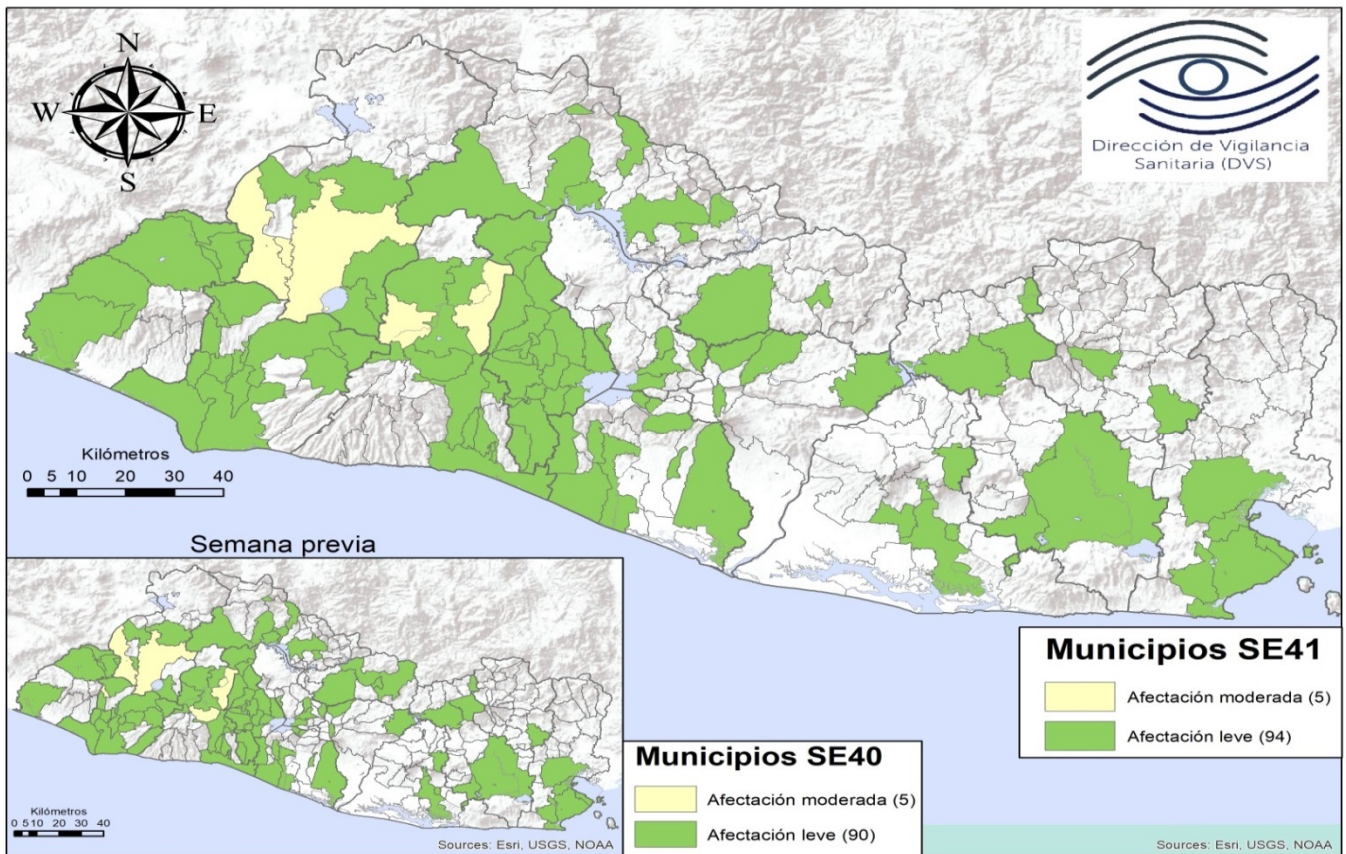 N
W E
S
Dirección de Vigilancia
Sanitaria (DVS)
Kilómetros
0 5 10 20 30 40
Semana previa
Municipios SE41
Afectación moderada (5)
Afectación leve (94)
Municipios SE40
Afectación moderada (5)
Afectación leve (90)
Kilómetros
0 5 10 20 30 40
Sources: Esri, USGS, NOAA
Sources: Esri, USGS, NOAA